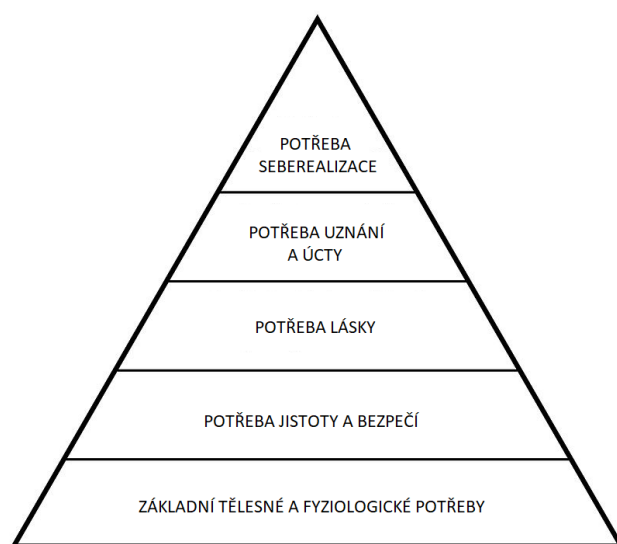 POTŘEBA
SEBEREALIZACE
POTŘEBA UZNÁNÍ
A ÚCTY
POTŘEBA LÁSKY
POTŘEBA JISTOTY A BEZPEČÍ
ZÁKLADNÍ TĚLESNÉ A FYZIOLOGICKÉ POTŘEBY